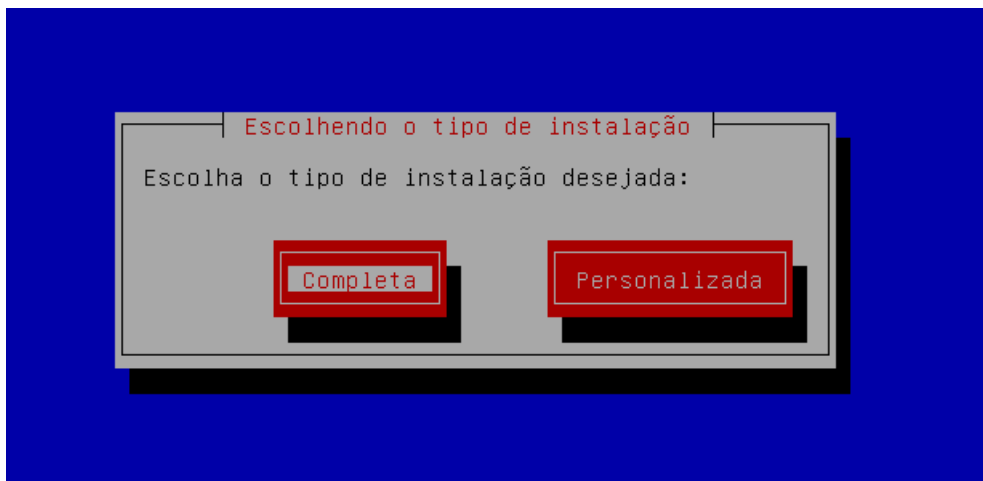 Escolhendo o tipo de instalação
Escolha o tipo de instalação desejada:
Completa
Personalizada